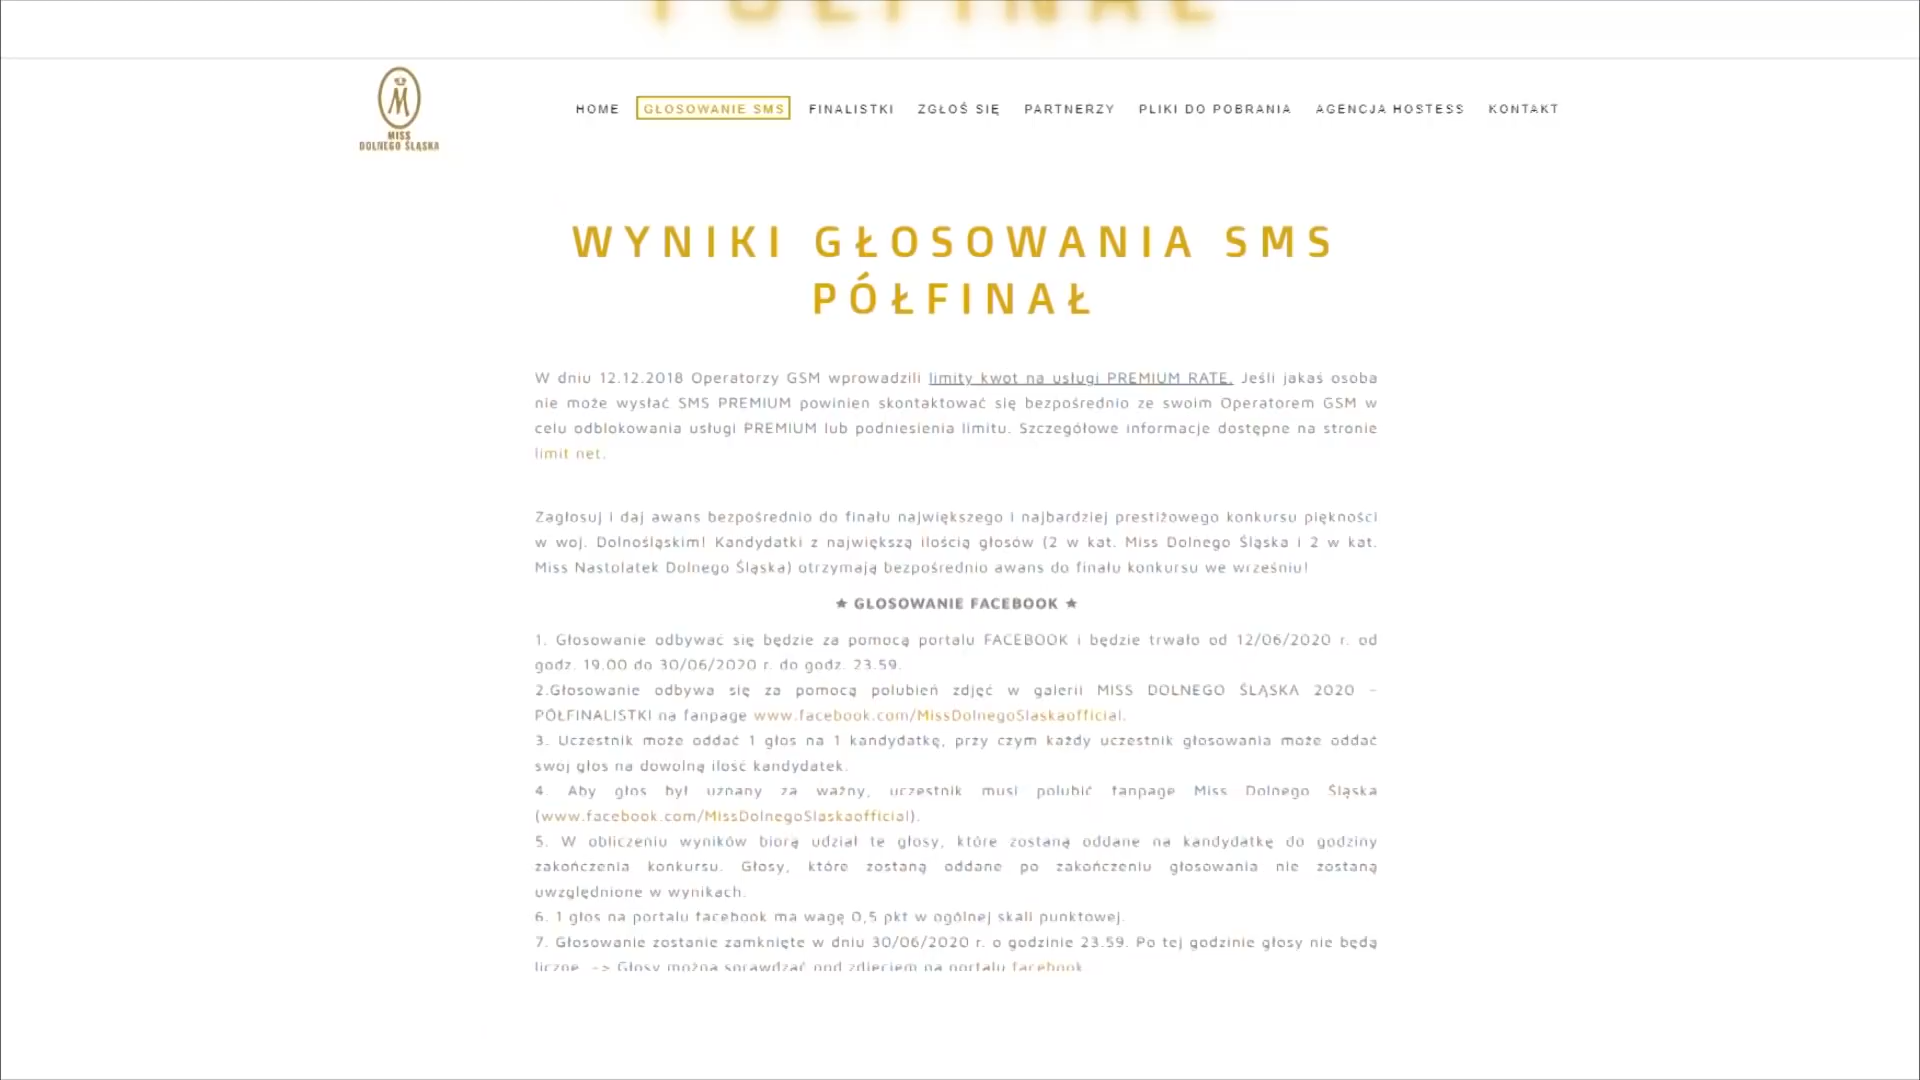 PÓŁFINAŁ
MISS
DOLNEGO ŚLĄSKA
HOME GŁOSOWANIE SMS FINALISTKI ZGŁOŚ SIĘ PARTNERZY PLIKI DO POBRANIA AGENCJA HOSTESS KONTAKT
WYNIKI GŁOSOWANIA SMS
PÓŁFINAŁ
W dniu 12.12.2018 Operatorzy GSM wprowadzili limity kwot na usługi PREMIUM RATE. Jeśli jakaś osoba
nie może wysłać SMS PREMIUM powinien skontaktować się bezpośrednio ze swoim Operatorem GSM w
celu odblokowania usługi PREMIUM lub podniesienia limitu. Szczegółowe informacje dostępne na stronie
limit net.
Zagłosuj i daj awans bezpośrednio do finału największego i najbardziej prestiżowego konkursu piękności
w woj. Dolnośląskim! Kandydatki z największą ilością głosów (2 w kat. Miss Dolnego Śląska i 2 w kat.
Miss Nastolatek Dolnego Śląska) otrzymają bezpośrednio awans do finału konkursu we wrześniu!
★ GŁOSOWANIE FACEBOOK ★
1. Głosowanie odbywać się będzie za pomocą portalu FACEBOOK i będzie trwało od 12/06/2020 r. od
godz. 19.00 do 30/06/2020 r. do godz. 23.59.
2.Głosowanie odbywa się za pomocą polubień zdjęć w galerii MISS DOLNEGO ŚLĄSKA 2020 –
PÓŁFINALISTKI na fanpage www.facebook.com/MissDolnegoSlaskaofficial.
3. Uczestnik może oddać 1 głos na 1 kandydatkę, przy czym każdy uczestnik głosowania może oddać
swój głos na dowolną ilość kandydatek.
4. Aby głos był uznany za ważny, uczestnik musi polubić fanpage Miss Dolnego Śląska
(www.facebook.com/MissDolnegoSlaskaofficial).
5. W obliczeniu wyników biorą udział te głosy, które zostaną oddane na kandydatkę do godziny
zakończenia konkursu. Głosy, które zostaną oddane po zakończeniu głosowania nie zostaną
uwzględnione w wynikach.
6. 1 głos na portalu facebook ma wagę 0,5 pkt w ogólnej skali punktowej.
7. Głosowanie zostanie zamknięte w dniu 30/06/2020 r. o godzinie 23.59. Po tej godzinie głosy nie będą
liczne. –> Głosy można sprawdzać pod zdjęciem na portalu facebook